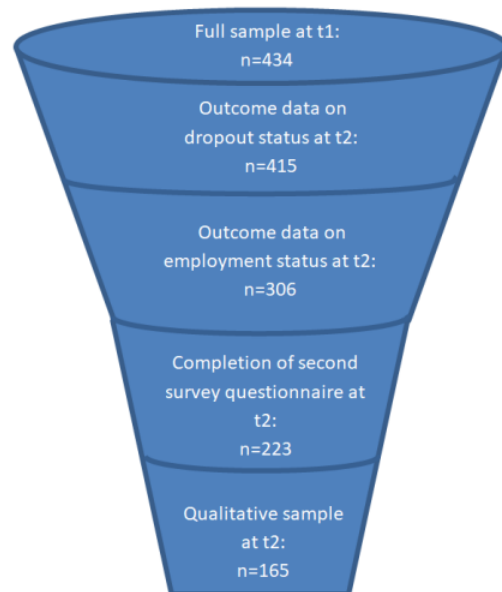 Full sample at t1:
n=434
Outcome data on
dropout status at t2:
n=415
Outcome data on
employment status at t2:
n=306
Completion of second
survey questionnaire at
t2:
n=223
Qualitative sample
at t2:
n=165